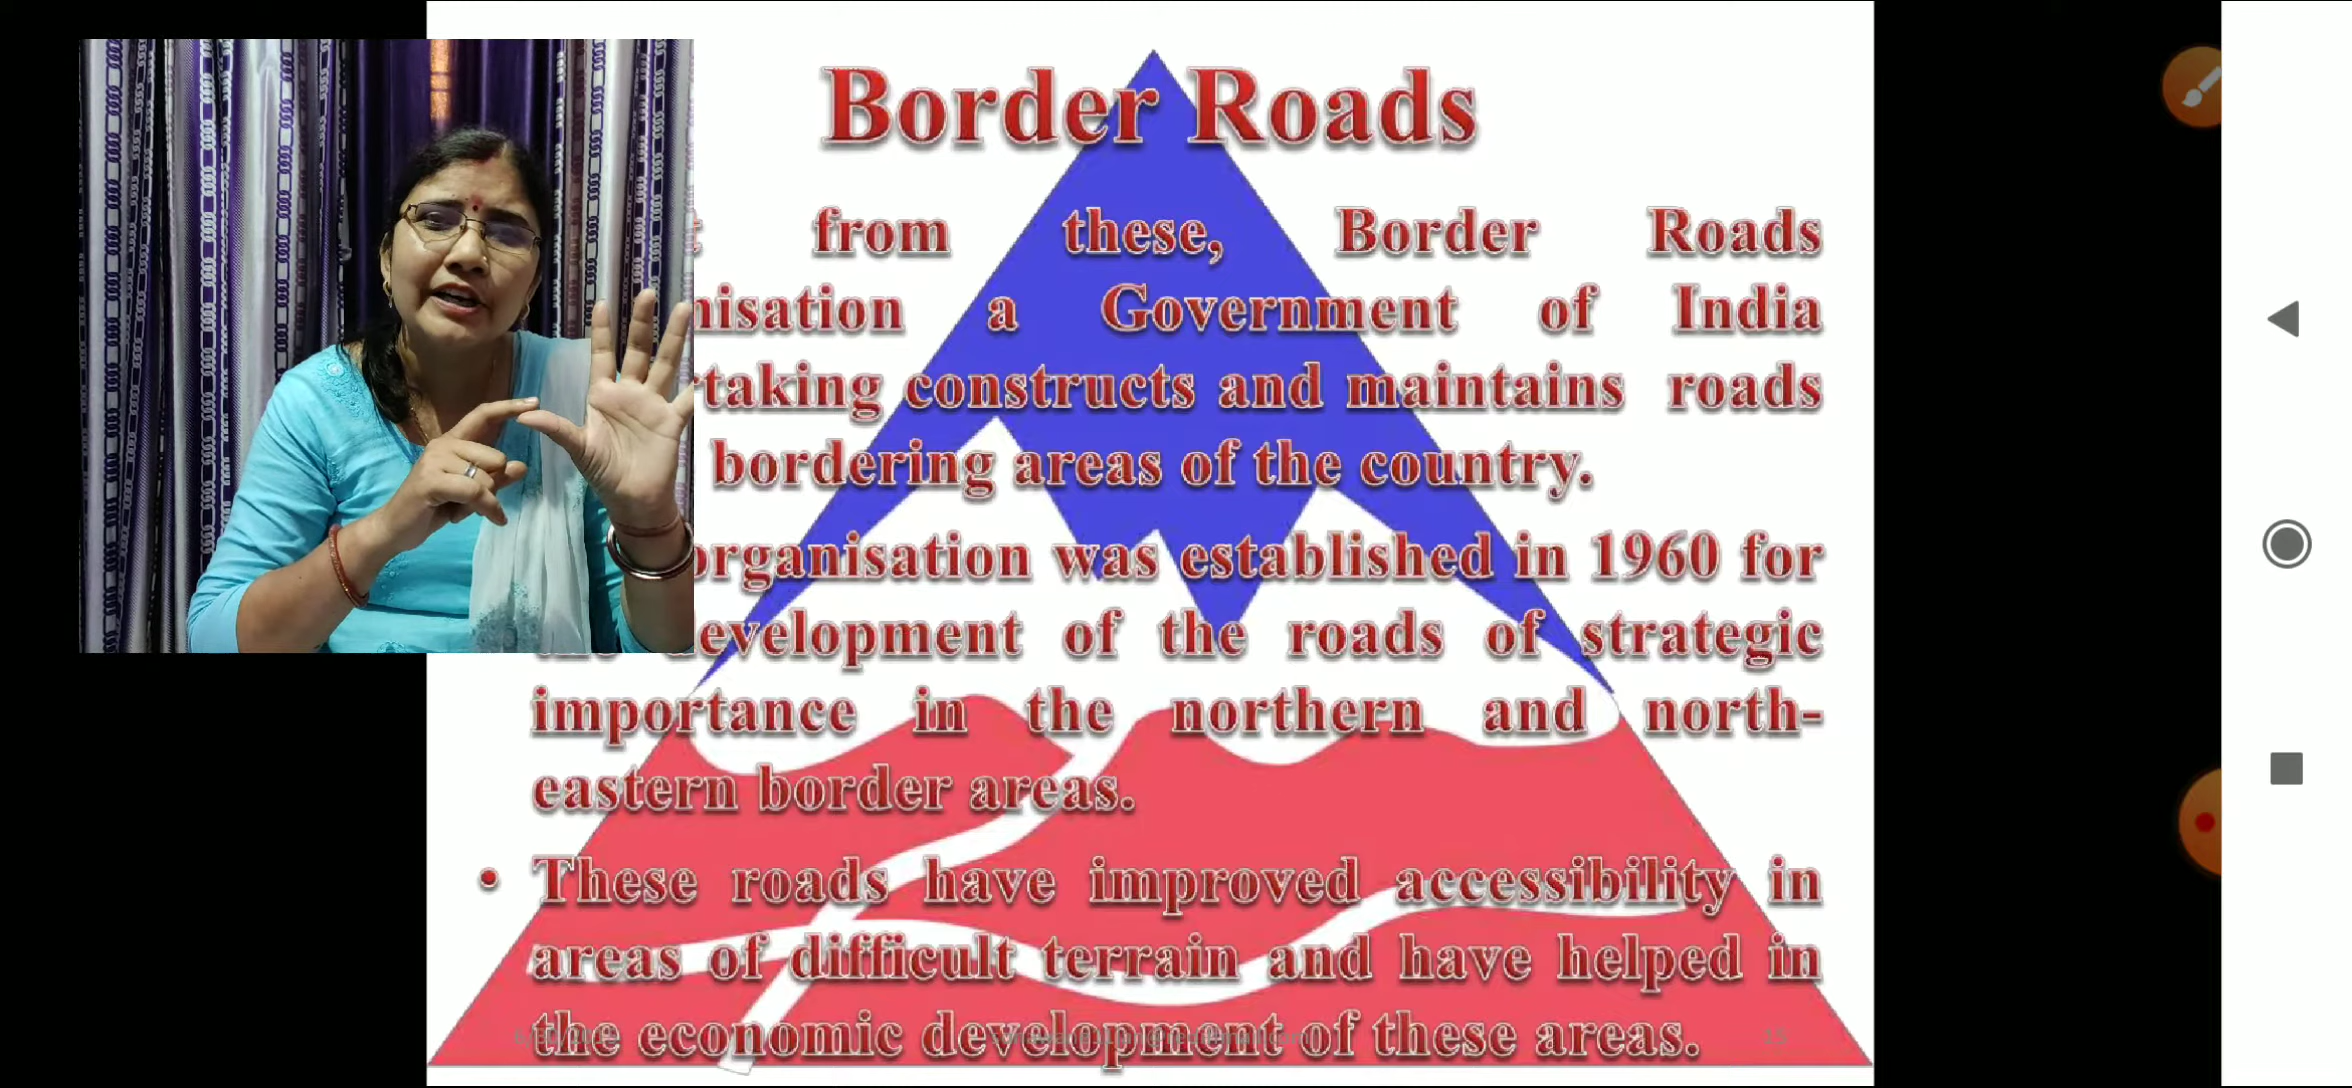 Border Roads
from these, Border Roads
nisation a Government of India
rtaking constructs and maintains roads
bordering areas of the country.
organisation was established in 1960 for
the development of the roads of strategic
importance in the northern and north-
eastern border areas.
• These roads have improved accessibility in
areas of difficult terrain and have helped in
the economic development of these areas.
13